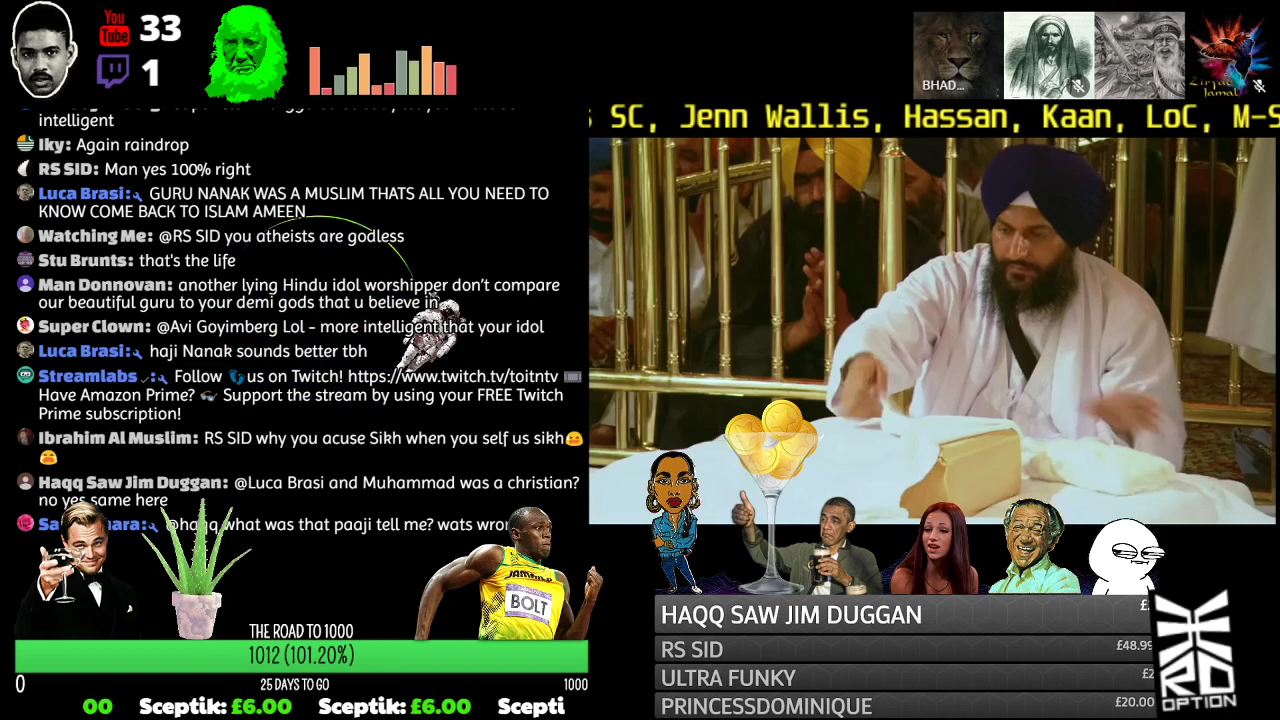 You Tube 33
1
BHAD...
Ziryab Jamal
SC, Jenn Wallis, Hassan, Kaan, LoC, M-S
intelligent
Iky: Again raindrop
RS SID: Man yes 100% right
Luca Brasi: GURU NANAK WAS A MUSLIM THATS ALL YOU NEED TO
KNOW COME BACK TO ISLAM AMEEN
Watching Me: @RS SID you atheists are godless
Stu Brunts: that's the life
Man Donnovan: another lying Hindu idol worshipper don't compare
our beautiful guru to your demi gods that u believe in
Super Clown: @Avi Goyimberg Lol - more intelligent that your idol
Luca Brasi: haji Nanak sounds better tbh
Streamlabs: Follow 👣us on Twitch! https://www.twitch.tv/toitntv
Have Amazon Prime? Support the stream by using your FREE Twitch
Prime subscription!
Ibrahim Al Muslim: RS SID why you acuse Sikh when you self us sikh😫
😫
Haqq Saw Jim Duggan: @Luca Brasi and Muhammad was a christian?
no yes same here
what was that paaji tell me? wats
JAMAICA
BOLT
THE ROAD TO 1000
1012 (101.20%)
0 25 DAYS TO GO 1000
00 Sceptik: £6.00 Sceptik: £6.00 Scepti
HAQQ SAW JIM DUGGAN
RS SID £48.99
ULTRA FUNKY
PRINCESSDOMINIQUE £20.00
OPTION